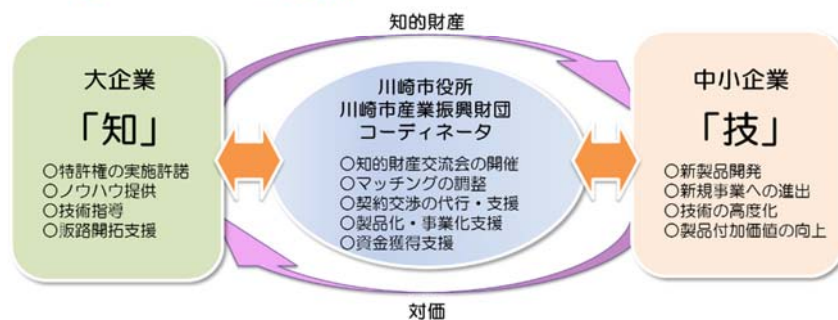 知的財産
大企業
「知」
○特許権の実施許諾
○ノウハウ提供
○技術指導
○販路開拓支援
川崎市役所
川崎市産業振興財団
コーディネータ
○知的財産交流会の開催
○マッチングの調整
○契約交渉の代行・支援
○製品化・事業化支援
○資金獲得支援
中小企業
「技」
○新製品開発
○新規事業への進出
○技術の高度化
○製品付加価値の向上
対価